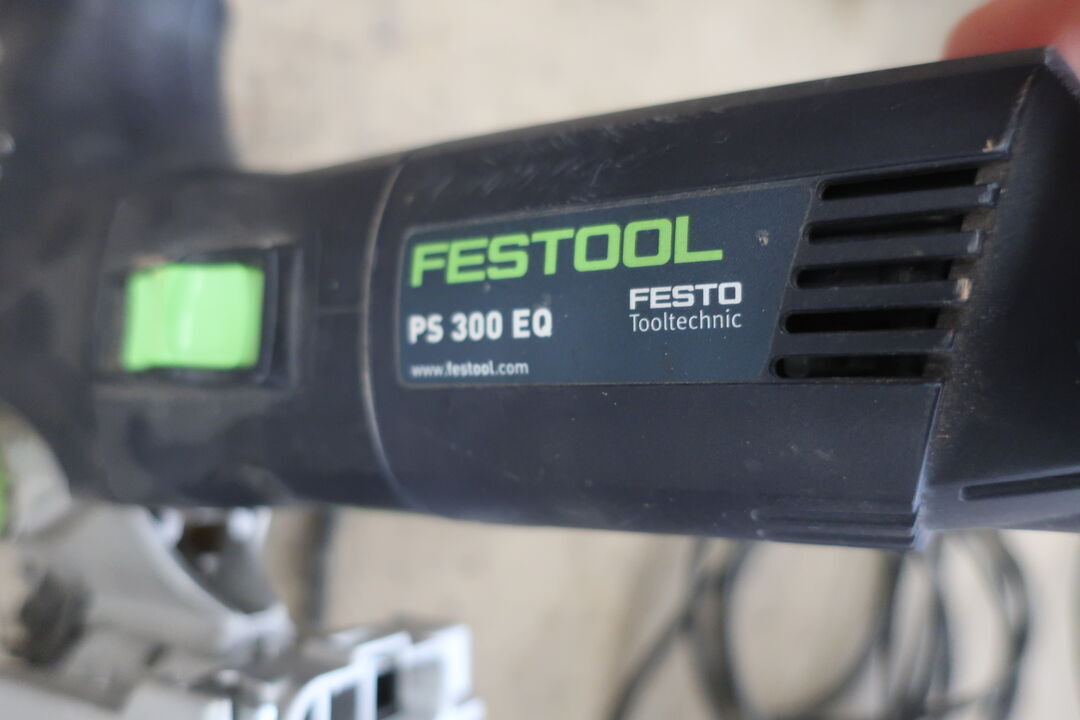 FESTOOL
FESTO
Tooltechnic
PS 300 EQ
www.festool.com